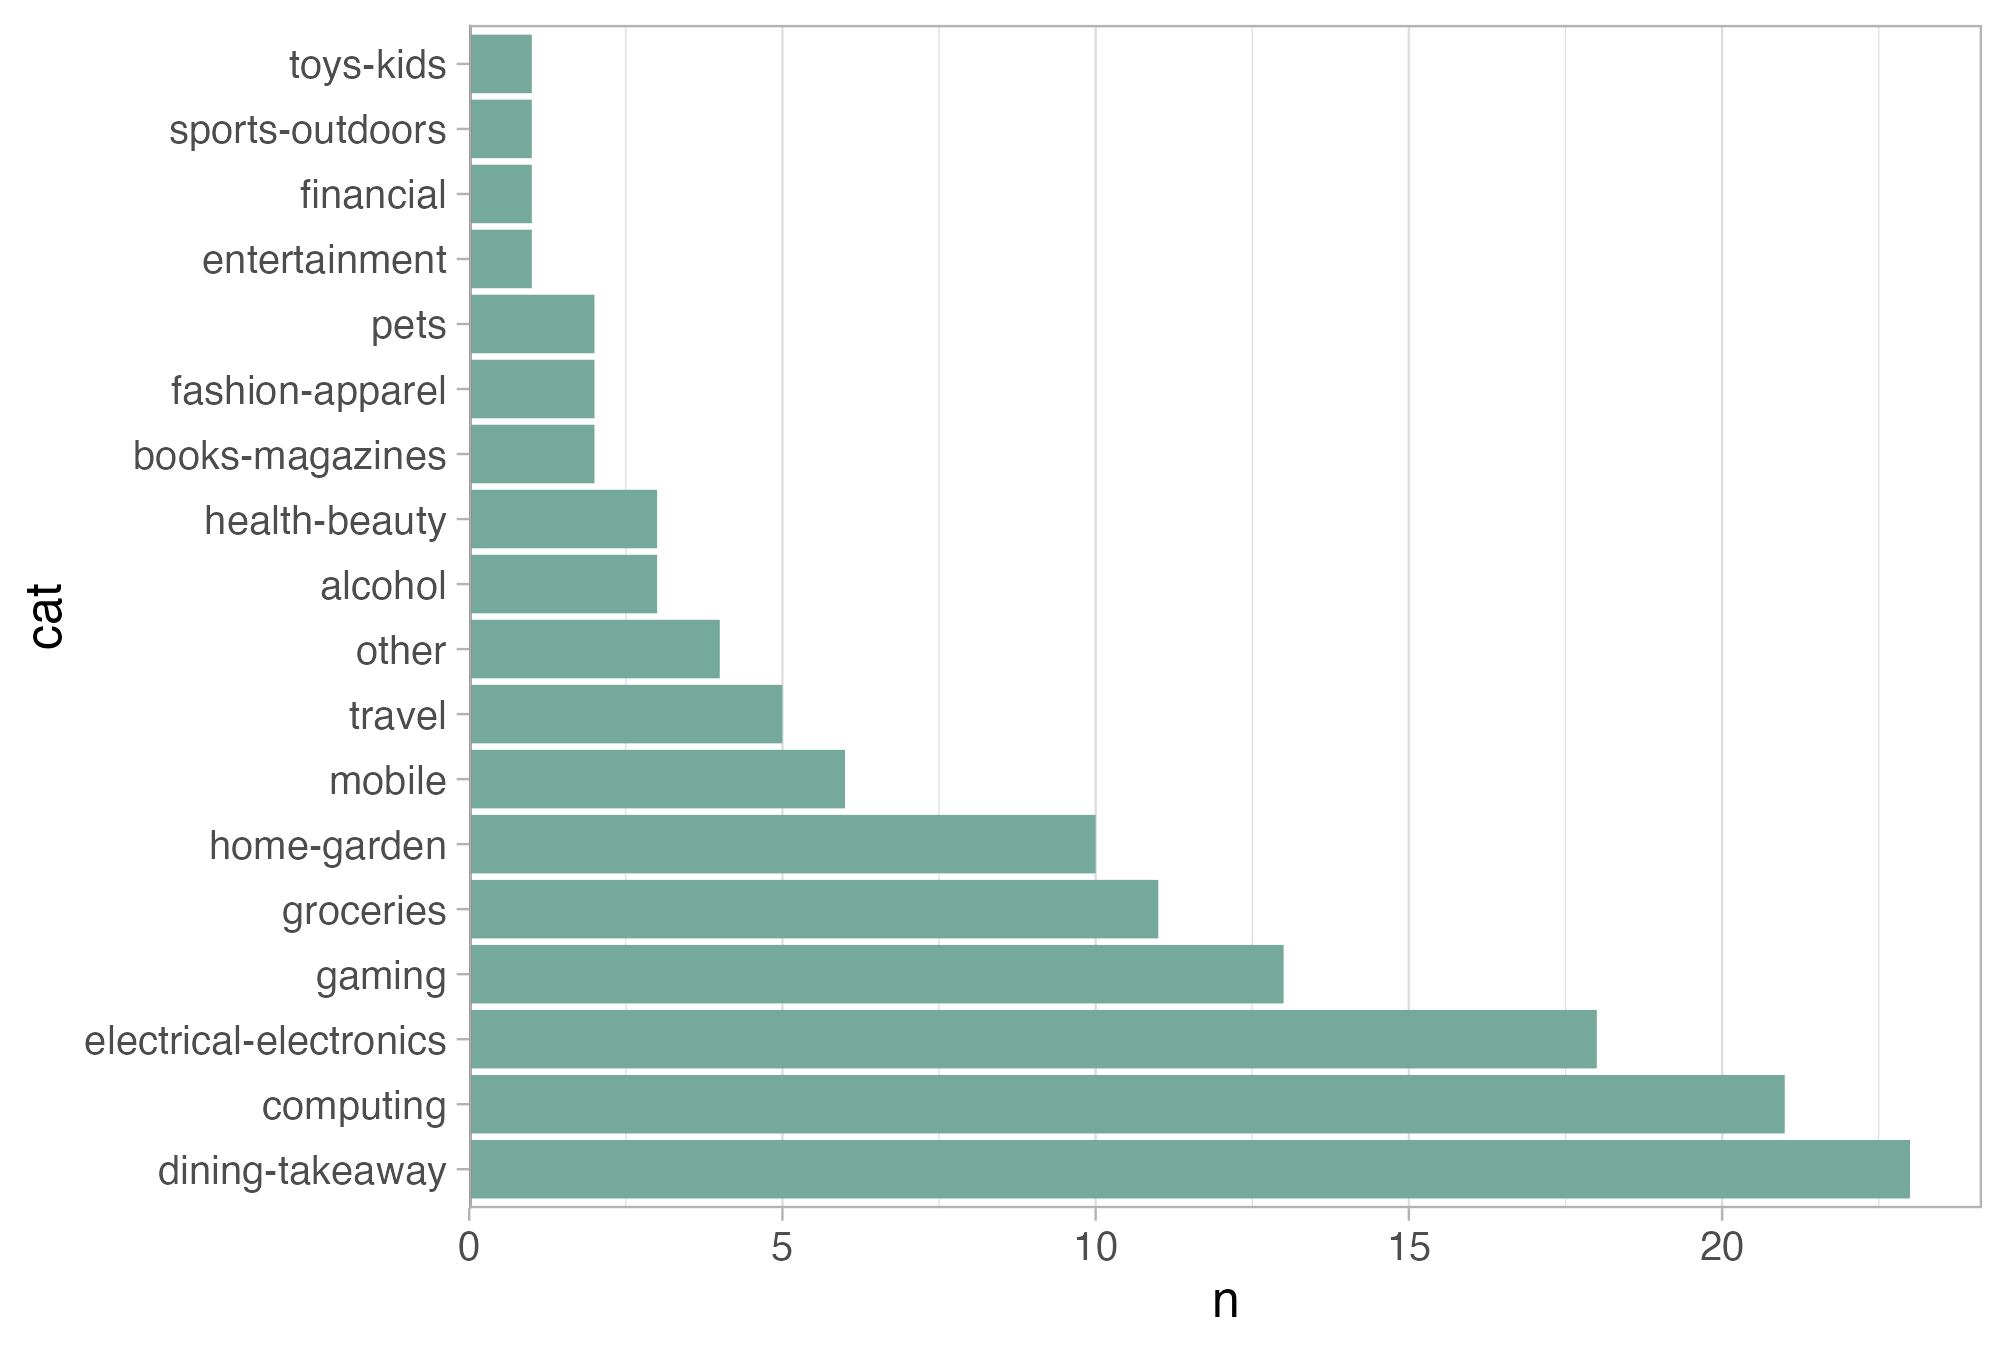 toys-kids
sports-outdoors
financial
entertainment
pets
fashion-apparel
books-magazines
health-beauty
alcohol
other
travel
mobile
home-garden
groceries
gaming
electrical-electronics
computing
dining-takeaway
cat
0 5 10 15 20
n